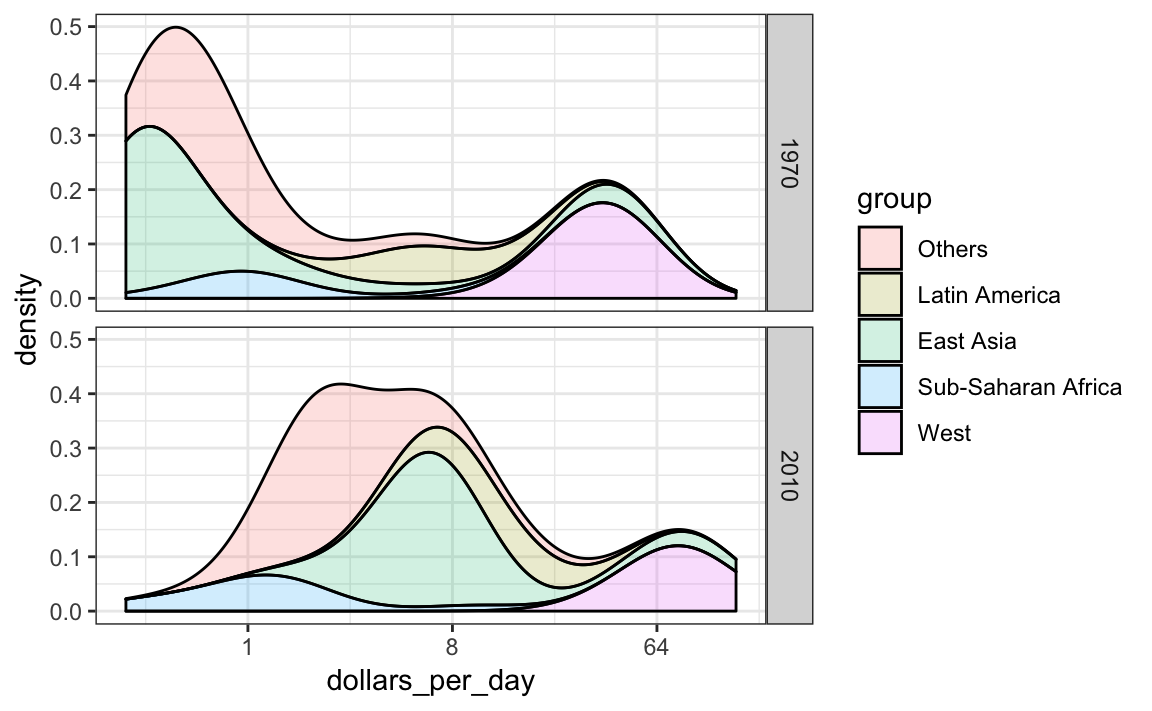 0.5
0.4
0.3
0.2
0.1
0.0
1970
0.5
0.4
0.3
0.2
0.1
0.0
2010
density
1 8 64
dollars_per_day
group
Others
Latin America
East Asia
Sub-Saharan Africa
West